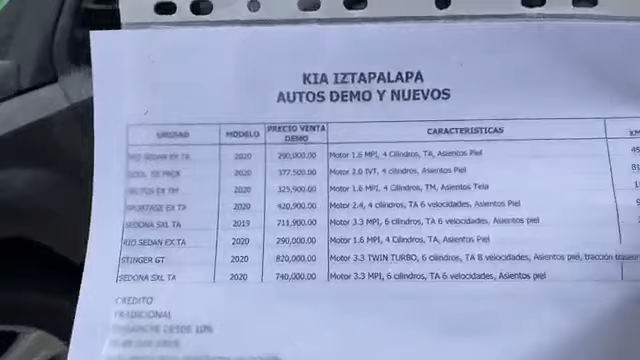 KIA IZTAPALAPA
AUTOS DEMO Y NUEVOS
UNIDAD MODELO PRECIO VENTA DEMO CARACTERISTICAS KM
RIO SEDAN EX TA 2020 290,000.00 Motor 1.6 MPI, 4 Cilindros, TA, Asientos Piel 45
2020 377,500.00 Motor 2.0 IVT, 4 cilindros, Asientos Piel
2020 325,900.00 Motor 1.6 MPI, 4 Cilindros, TM, Asientos Tela
SPORTAGE EX TA 2020 420,900.00 Motor 2.4, 4 cilindros, TA 6 velocidades, Asientos Piel
SEDONA SXL TA 2019 711,900.00 Motor 3.3 MPI, 6 cilindros, TA 6 velocidades, Asientos piel
RIO SEDAN EX TA 2020 290,000.00 Motor 1.6 MPI, 4 Cilindros, TA, Asientos Piel
STINGER GT 2020 820,000.00 Motor 3.3 TWIN TURBO, 6 cilindros, TA 8 velocidades, Asientos piel, tracción
SEDONA SXL TA 2020 740,000.00 Motor 3.3 MPI, 6 cilindros, TA 6 velocidades, Asientos piel
CREDITO
TRADICIONAL
ENGANCHE DESDE 10%